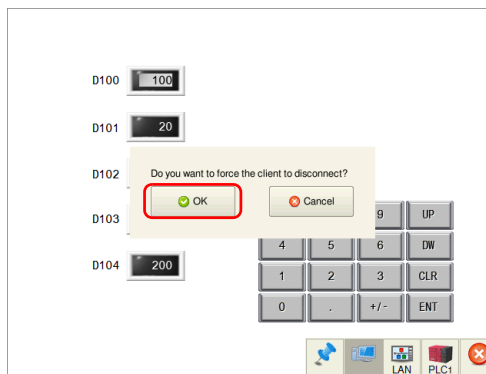 D100 100
D101 20
D102
Do you want to force the client to disconnect?
OK Cancel
D103
9 UP
4 5 6 DW
D104 200
1 2 3 CLR
0 . +/- ENT
LAN PLC1